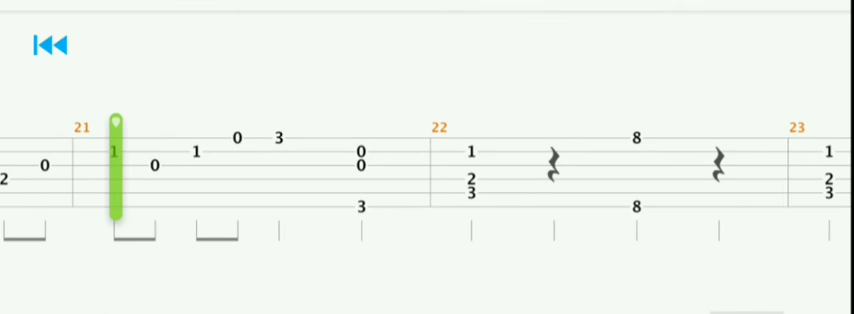 21 22 23
0 3 8
1 1 0 1 1
0 0 0
2 2 2
3 3
3 8